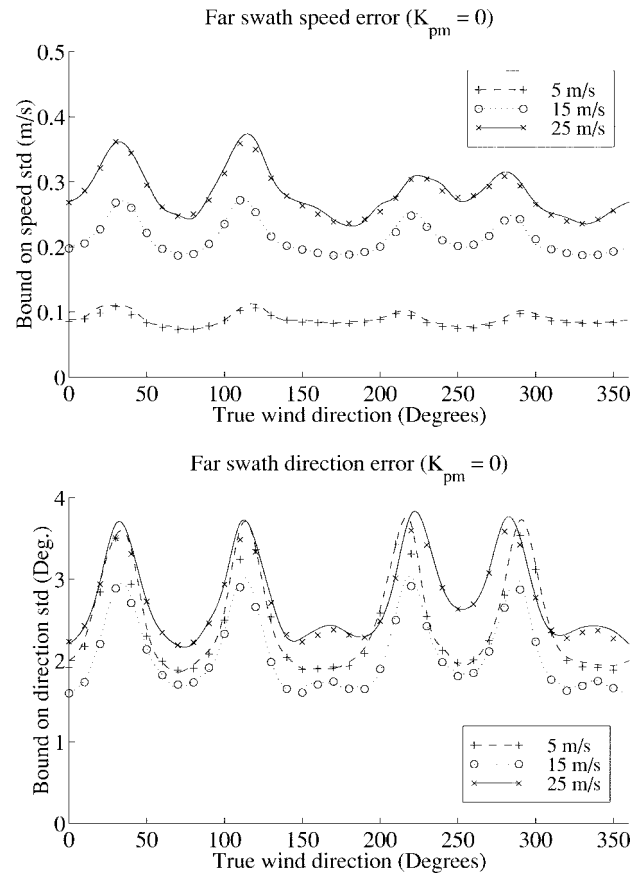 Far swath speed error (K_pm = 0)
Bound on speed std (m/s)
0.5
0.4
0.3
0.2
0.1
0
5 m/s
15 m/s
25 m/s
0 50 100 150 200 250 300 350
True wind direction (Degrees)
Far swath direction error (K_pm = 0)
Bound on direction std (Deg.)
4
3
2
1
0
5 m/s
15 m/s
25 m/s
0 50 100 150 200 250 300 350
True wind direction (Degrees)